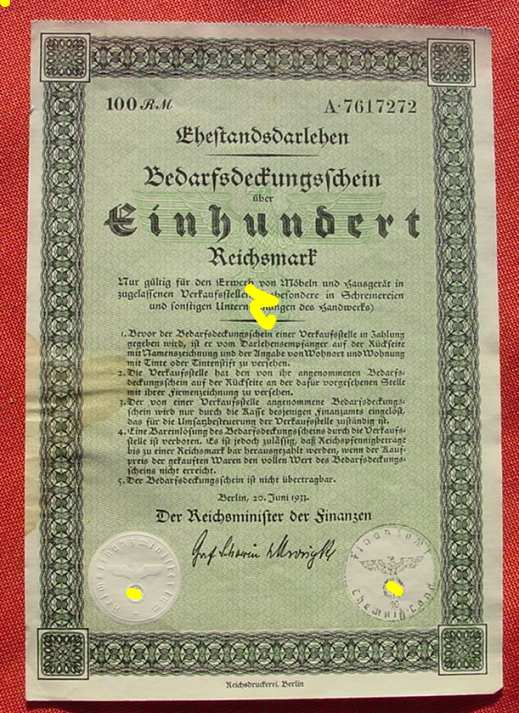 100 RM A·7617272
Ehestandsdarlehen
Bedarfsdeckungsschein
über
Einhundert
Reichsmark
Nur gültig für den Erwerb von Möbeln und Hausgerät in
zugelassenen Verkaufsstellen besondere in Schreinereien
und sonstigen Untern ungen des Handwerks)
1. Bevor der Bedarfsdeckungsschein einer Verkaufsstelle in Zahlung
gegeben wird, ist er vom Darlehensempfänger auf der Rückseite
mit Namenszeichnung und der Angabe von Wohnort und Wohnung
mit Tinte oder Tintenstift zu versehen.
2. Die Verkaufsstelle hat den von ihr angenommenen Bedarfs-
deckungsschein auf der Rückseite an der dafür vorgesehenen Stelle
mit ihrer Firmenzeichnung zu versehen.
3. Der von einer Verkaufsstelle angenommene Bedarfsdeckungs-
schein wird nur durch die Kasse desjenigen Finanzamts eingelöst,
das für die Umsatzbesteuerung der Verkaufsstelle zuständig ist.
4. Eine Bareinlösung des Bedarfsdeckungsscheins durch die Verkaufs-
stelle ist verboten. Es ist jedoch zulässig, daß Reichspfennigbeträge
bis zu einer Reichsmark bar herausgezahlt werden, wenn der Kauf-
preis der gekauften Waren den vollen Wert des Bedarfsdeckungs-
scheins nicht erreicht.
5. Der Bedarfsdeckungsschein ist nicht übertragbar.
Berlin, 20. Juni 1933.
Der Reichsminister der Finanzen
Graf Schwerin Krosigk
Finanzamt
Chemnitz-Land
Reichsdruckerei. Berlin